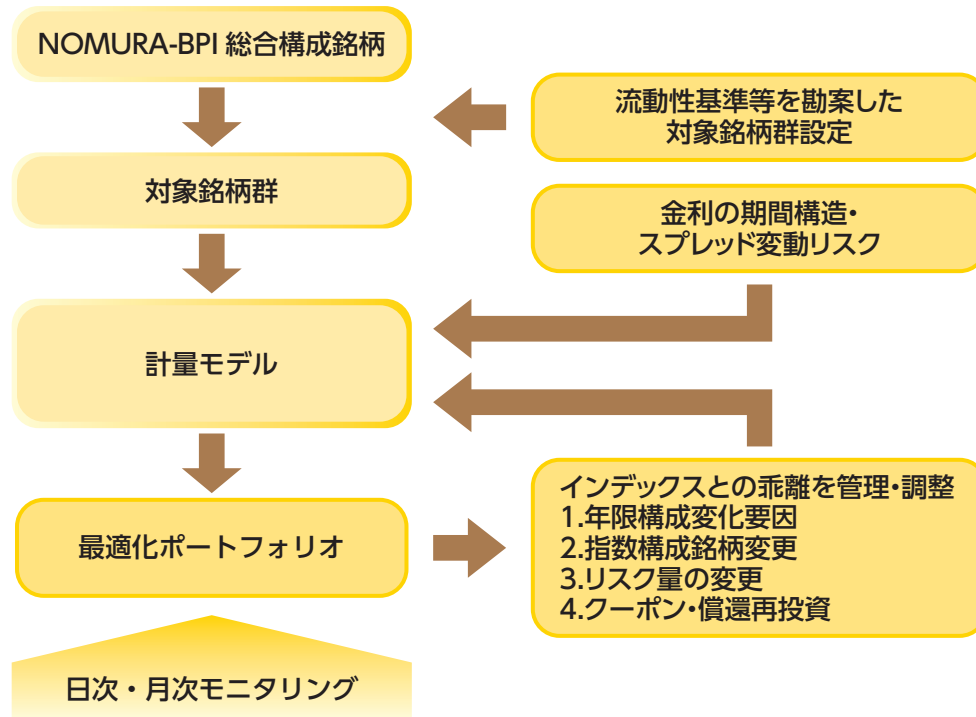 NOMURA-BPI 総合構成銘柄
流動性基準等を勘案した
対象銘柄群設定
対象銘柄群
金利の期間構造・
スプレッド変動リスク
計量モデル
最適化ポートフォリオ
インデックスとの乖離を管理・調整
1.年限構成変化要因
2.指数構成銘柄変更
3.リスク量の変更
4.クーポン・償還再投資
日次・月次モニタリング